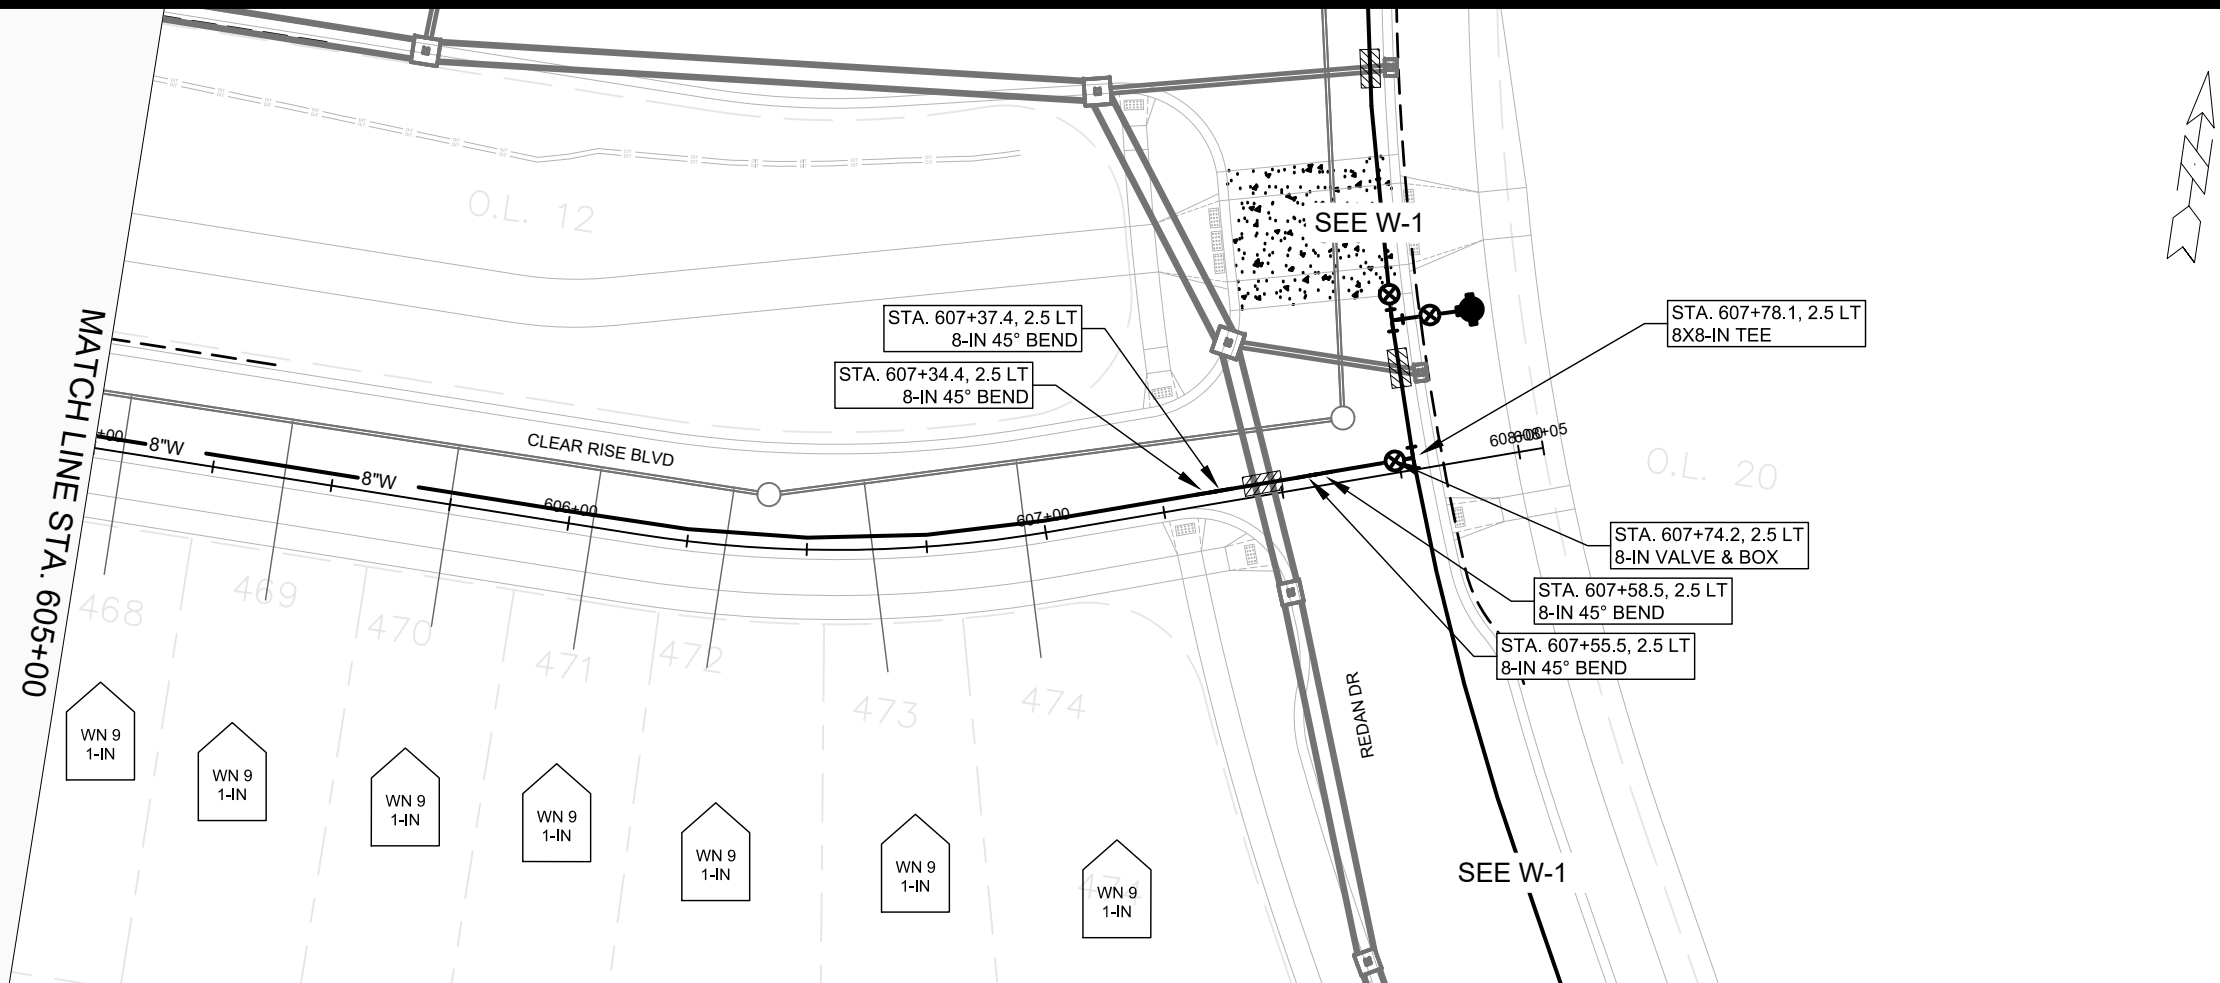 O.L. 12
SEE W-1
STA. 607+37.4, 2.5 LT
8-IN 45° BEND
STA. 607+78.1, 2.5 LT
8X8-IN TEE
STA. 607+34.4, 2.5 LT
8-IN 45° BEND
MATCH LINE STA. 605+00
+00
8"W
8"W
CLEAR RISE BLVD
606+00
607+00
608+00
608+05
O.L. 20
STA. 607+74.2, 2.5 LT
8-IN VALVE & BOX
STA. 607+58.5, 2.5 LT
8-IN 45° BEND
STA. 607+55.5, 2.5 LT
8-IN 45° BEND
468
469
470
471
472
473
474
REDAN DR
WN 9
1-IN
WN 9
1-IN
WN 9
1-IN
WN 9
1-IN
WN 9
1-IN
WN 9
1-IN
474
WN 9
1-IN
SEE W-1